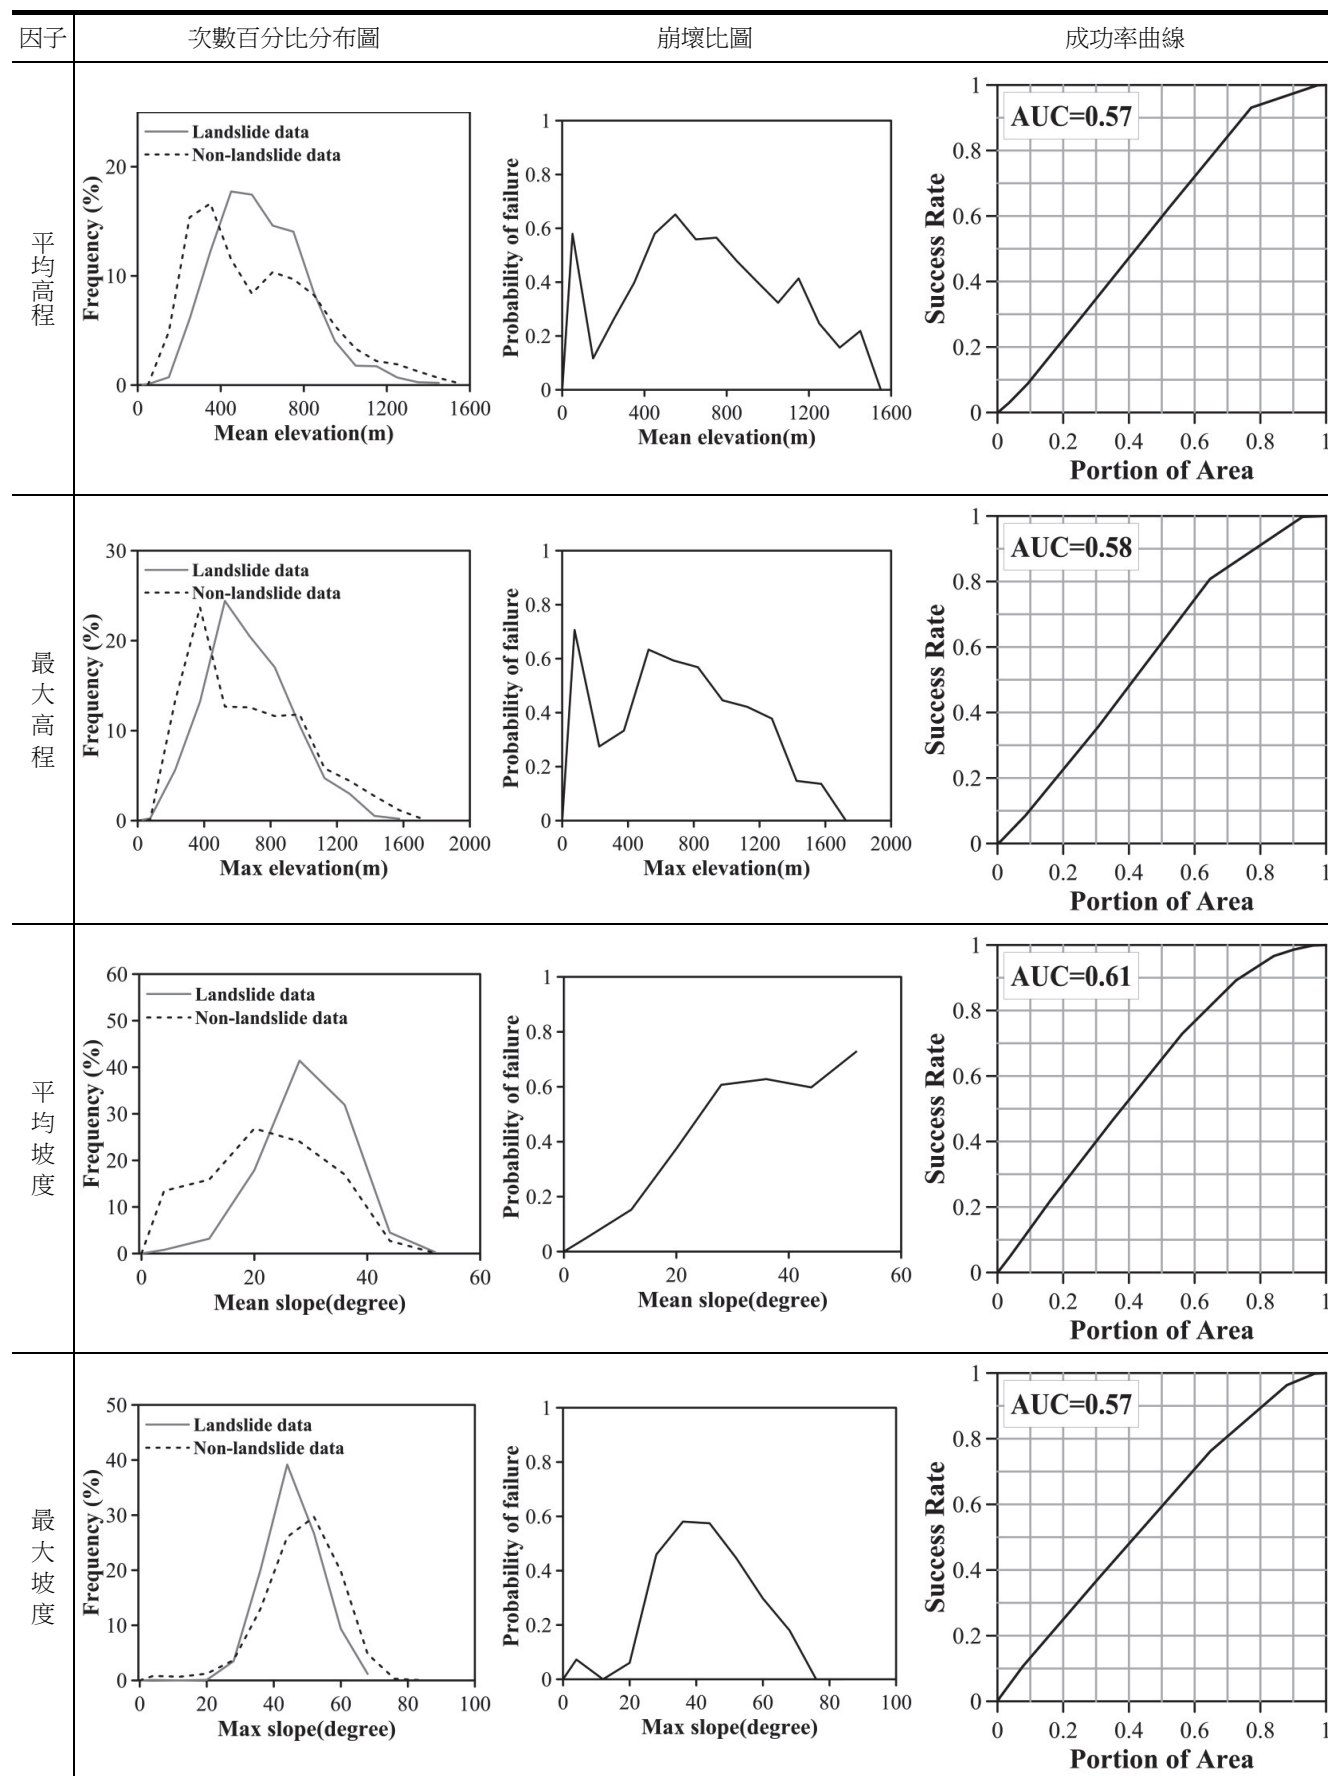 因子 次數百分比分布圖 崩壞比圖 成功率曲線
平均高程
Landslide data
Non-landslide data
20
10
0
Frequency (%)
0 400 800 1200 1600
Mean elevation(m)
1
0.8
0.6
0.4
0.2
0
Probability of failure
0 400 800 1200 1600
Mean elevation(m)
AUC=0.57
1
0.8
0.6
0.4
0.2
0
Success Rate
0 0.2 0.4 0.6 0.8 1
Portion of Area
最大高程
Landslide data
Non-landslide data
30
20
10
0
Frequency (%)
0 400 800 1200 1600 2000
Max elevation(m)
1
0.8
0.6
0.4
0.2
0
Probability of failure
0 400 800 1200 1600 2000
Max elevation(m)
AUC=0.58
1
0.8
0.6
0.4
0.2
0
Success Rate
0 0.2 0.4 0.6 0.8 1
Portion of Area
平均坡度
Landslide data
Non-landslide data
60
50
40
30
20
10
0
Frequency (%)
0 20 40 60
Mean slope(degree)
1
0.8
0.6
0.4
0.2
0
Probability of failure
0 20 40 60
Mean slope(degree)
AUC=0.61
1
0.8
0.6
0.4
0.2
0
Success Rate
0 0.2 0.4 0.6 0.8 1
Portion of Area
最大坡度
Landslide data
Non-landslide data
50
40
30
20
10
0
Frequency (%)
0 20 40 60 80 100
Max slope(degree)
1
0.8
0.6
0.4
0.2
0
Probability of failure
0 20 40 60 80 100
Max slope(degree)
AUC=0.57
1
0.8
0.6
0.4
0.2
0
Success Rate
0 0.2 0.4 0.6 0.8 1
Portion of Area